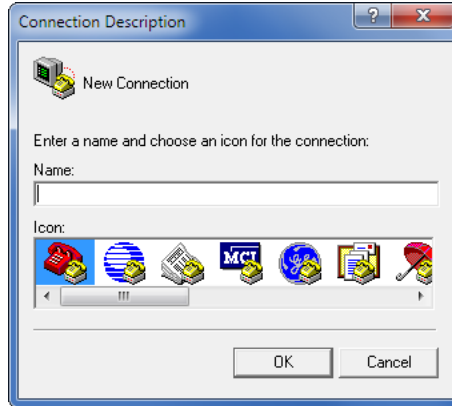 Connection Description
New Connection
Enter a name and choose an icon for the connection:
Name:
Icon:
MCI
OK Cancel